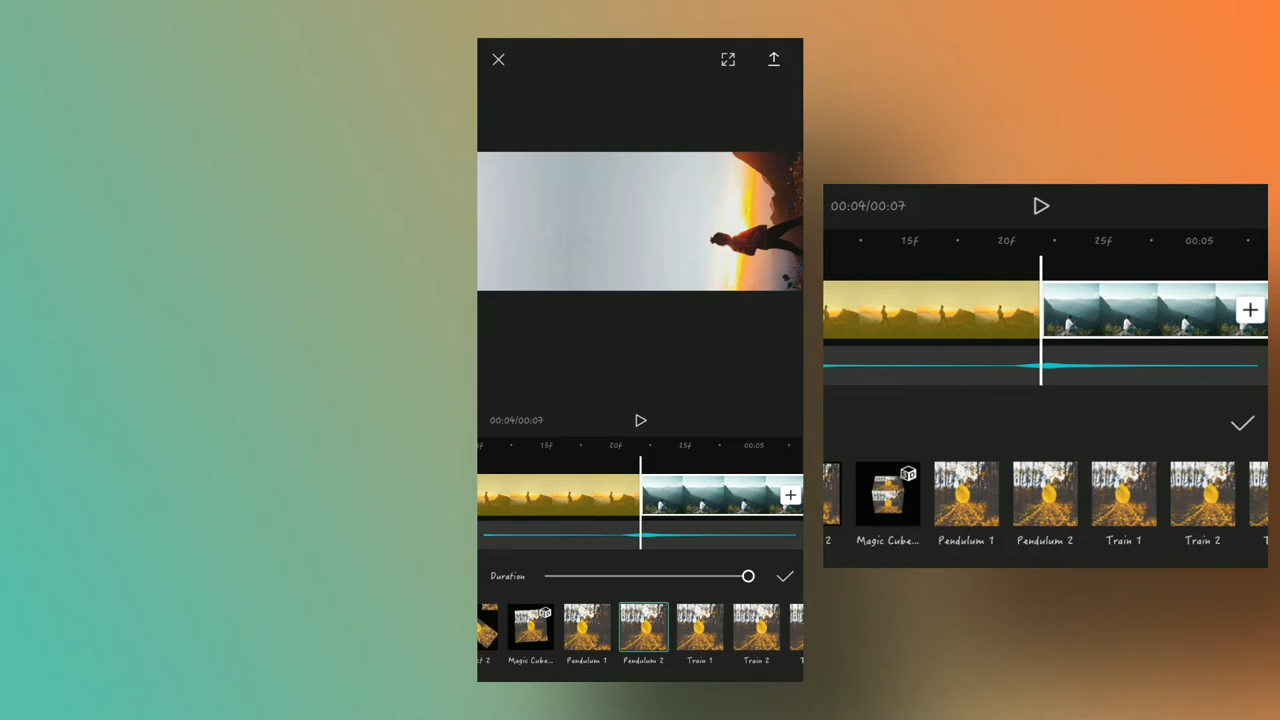 00:04/00:07
15f 20f 25f 00:05
Duration
Magic Cube... Pendulum 1 Pendulum 2 Train 1 Train 2
00:04/00:07
15f 20f 25f 00:05
3D
2 Magic Cube... Pendulum 1 Pendulum 2 Train 1 Train 2